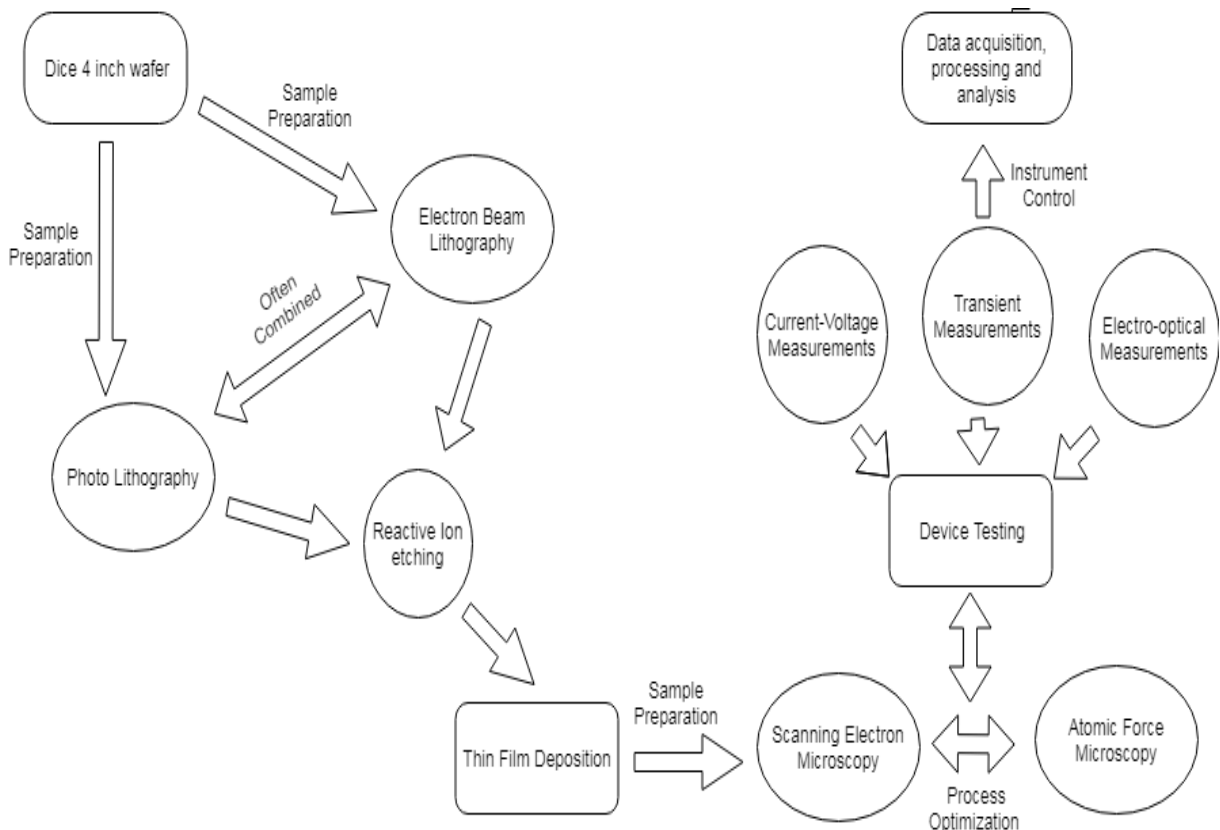 Dice 4 inch wafer
Sample
Preparation
Sample
Preparation
Electron Beam
Lithography
Often
Combined
Photo Lithography
Reactive Ion
etching
Thin Film Deposition
Sample
Preparation
Data acquisition,
processing and
analysis
Instrument
Control
Current-Voltage
Measurements
Transient
Measurements
Electro-optical
Measurements
Device Testing
Scanning Electron
Microscopy
Atomic Force
Microscopy
Process
Optimization